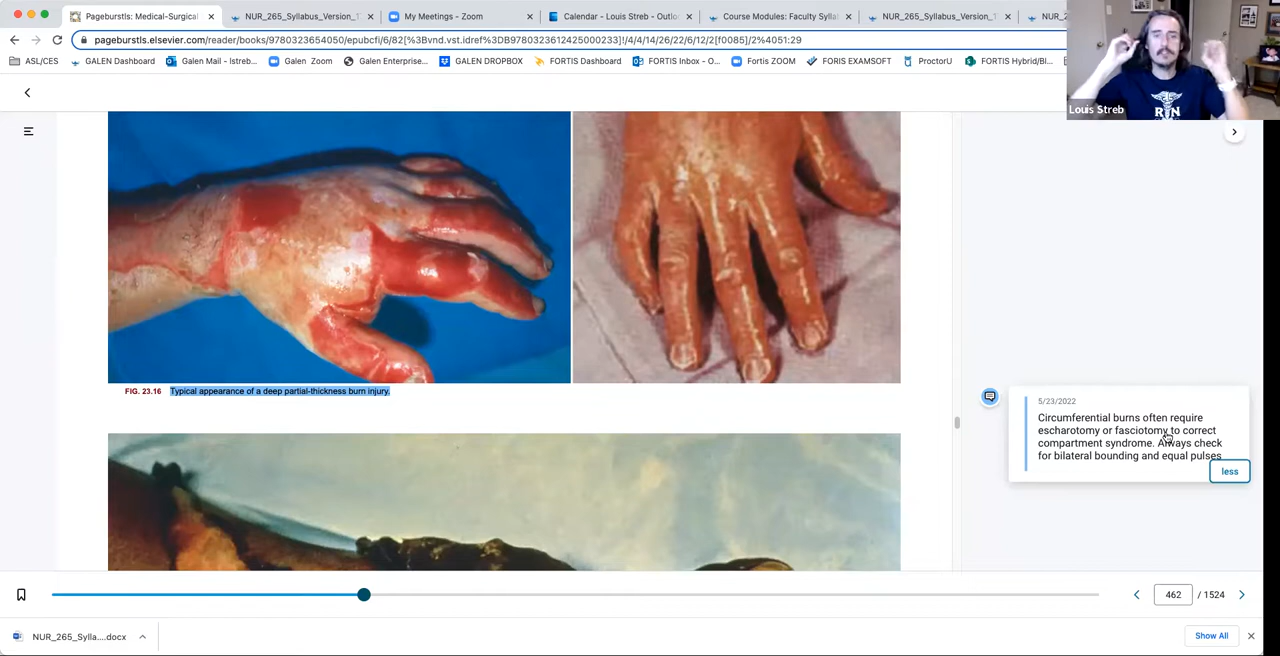 Pageburstls: Medical-Surgical
NUR_265_Syllabus_Version_1
My Meetings - Zoom
Calendar - Louis Streb - Outlo
Course Modules: Faculty Sylla
NUR_265_Syllabus_Version_1
NUR_2
pageburstls.elsevier.com/reader/books/9780323654050/epubcfi/6/82[%3Bvnd.vst.idref%3DB9780323612425000233]!/4/4/14/26/22/6/12/2[f0085]/2%4051:29
ASL/CES
GALEN Dashboard
Galen Mail - lstreb...
Galen Zoom
Galen Enterprise...
GALEN DROPBOX
FORTIS Dashboard
FORTIS Inbox - O...
Fortis ZOOM
FORIS EXAMSOFT
ProctorU
FORTIS Hybrid/Bl...
RN
Louis Streb
FIG. 23.16 Typical appearance of a deep partial-thickness burn injury.
5/23/2022
Circumferential burns often require
escharotomy or fasciotomy to correct
compartment syndrome. Always check
for bilateral bounding and equal pulses
less
462 / 1524
NUR_265_Sylla....docx
Show All